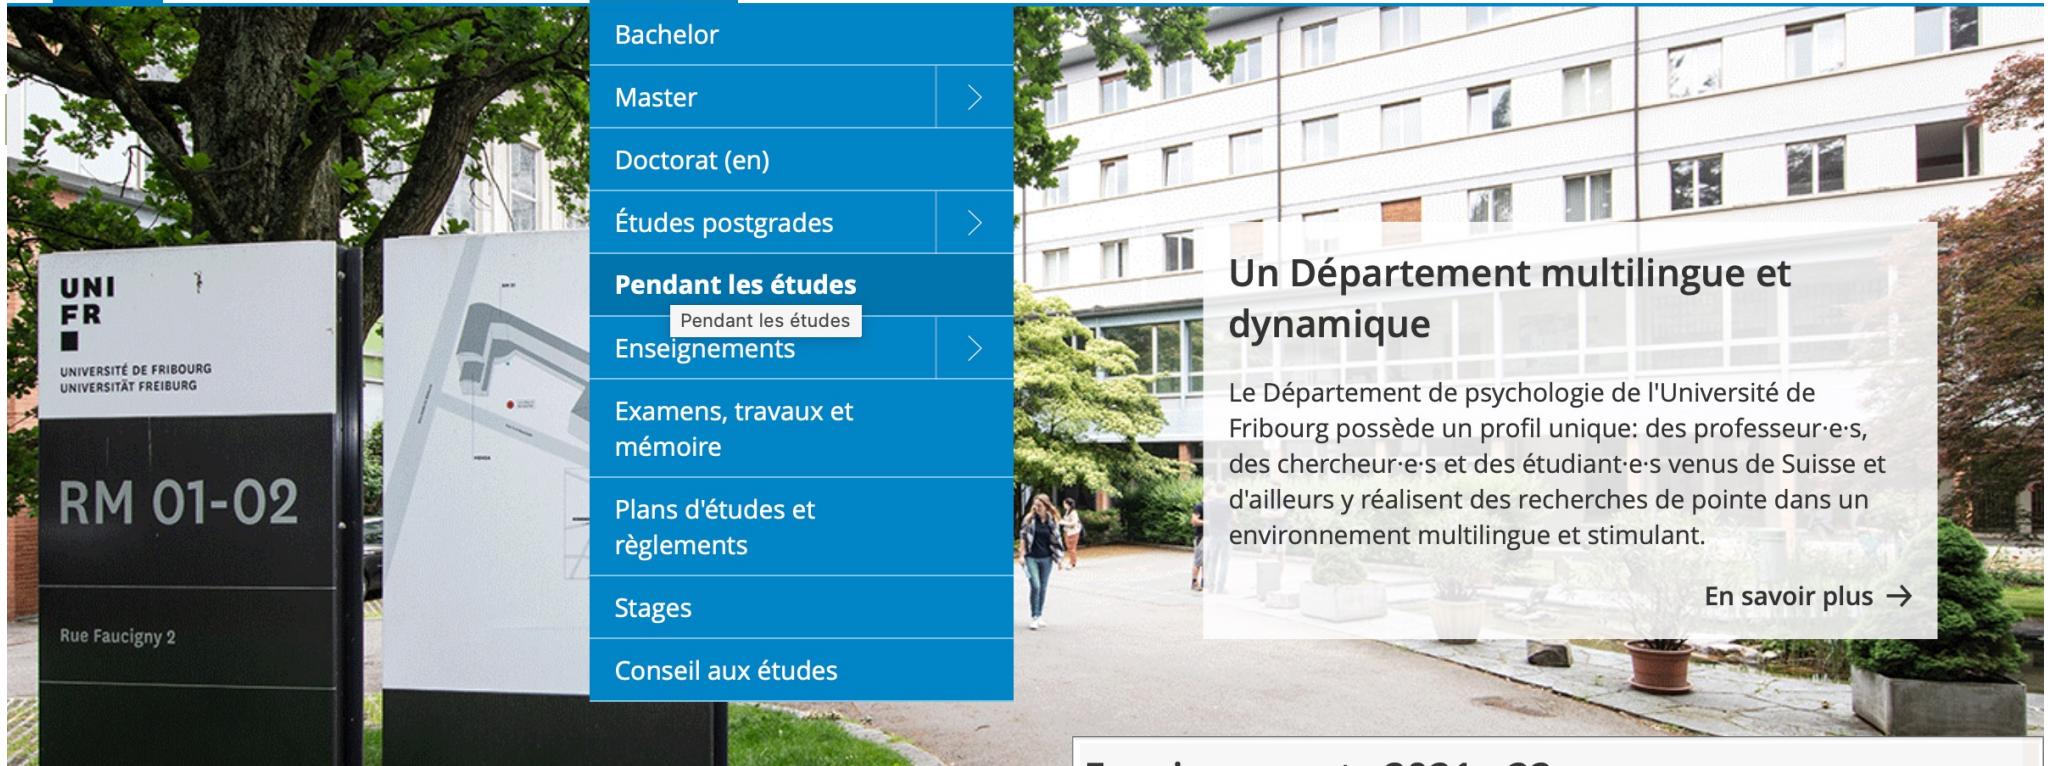 Bachelor
Master
Doctorat (en)
Études postgrades
Pendant les études
Pendant les études
Enseignements
Examens, travaux et
mémoire
Plans d'études et
règlements
Stages
Conseil aux études
UNI
FR
UNIVERSITÉ DE FRIBOURG
UNIVERSITÄT FREIBURG
RM 01-02
Rue Faucigny 2
Un Département multilingue et
dynamique
Le Département de psychologie de l'Université de
Fribourg possède un profil unique: des professeur·e·s,
des chercheur·e·s et des étudiant·e·s venus de Suisse et
d'ailleurs y réalisent des recherches de pointe dans un
environnement multilingue et stimulant.
En savoir plus →